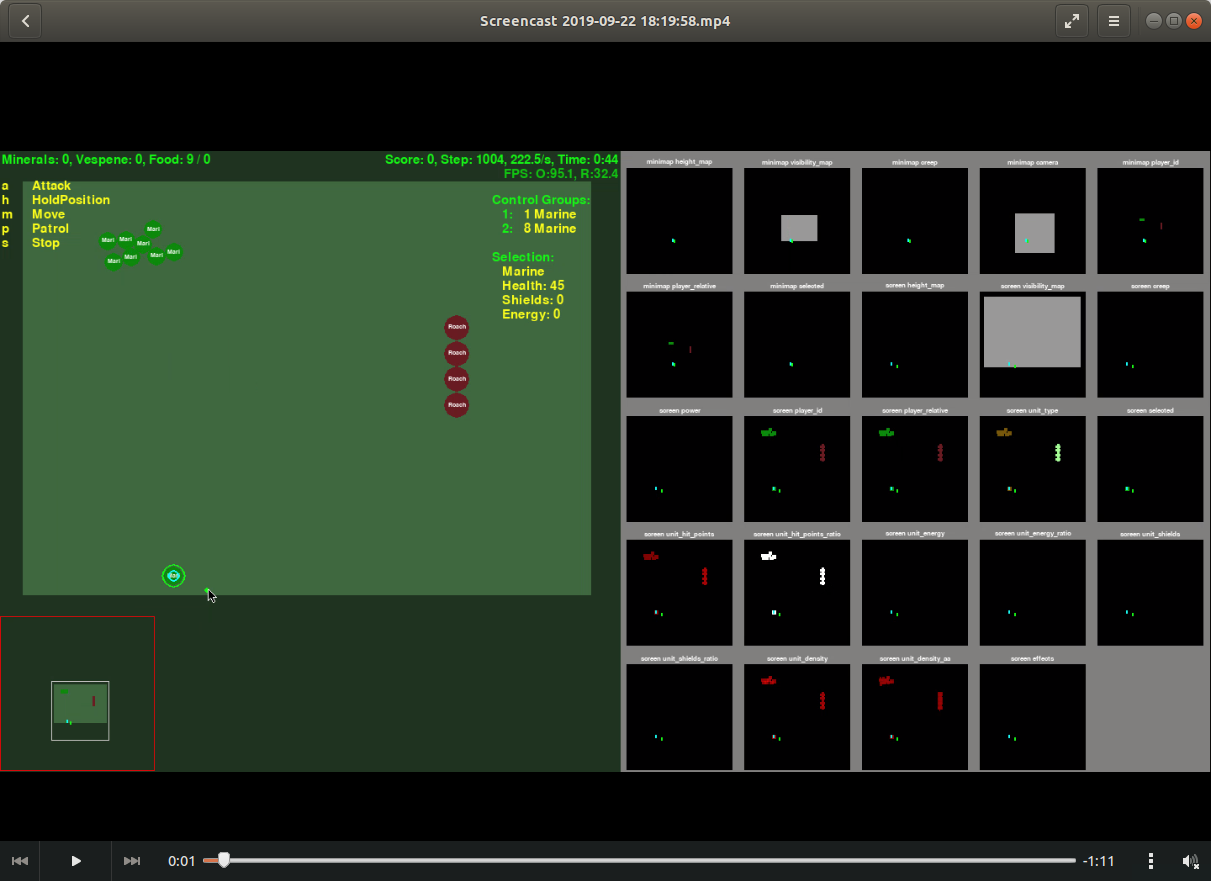 Screencast 2019-09-22 18:19:58.mp4
Minerals: 0, Vespene: 0, Food: 9 / 0
Score: 0, Step: 1004, 222.5/s, Time: 0:44
FPS: O:95.1, R:32.4
a Attack
h HoldPosition
m Move
p Patrol
s Stop
Control Groups:
1: 1 Marine
2: 8 Marine
Selection:
Marine
Health: 45
Shields: 0
Energy: 0
Mari
Mari
Mari
Mari
Mari
Mari
Mari
Mari
Roach
Roach
Roach
Roach
minimap height_map
minimap visibility_map
minimap creep
minimap camera
minimap player_id
minimap player_relative
minimap selected
screen height_map
screen visibility_map
screen creep
screen power
screen player_id
screen player_relative
screen unit_type
screen selected
screen unit_hit_points
screen unit_hit_points_ratio
screen unit_energy
screen unit_energy_ratio
screen unit_shields
screen unit_shields_ratio
screen unit_density
screen unit_density_aa
screen effects
0:01
-1:11